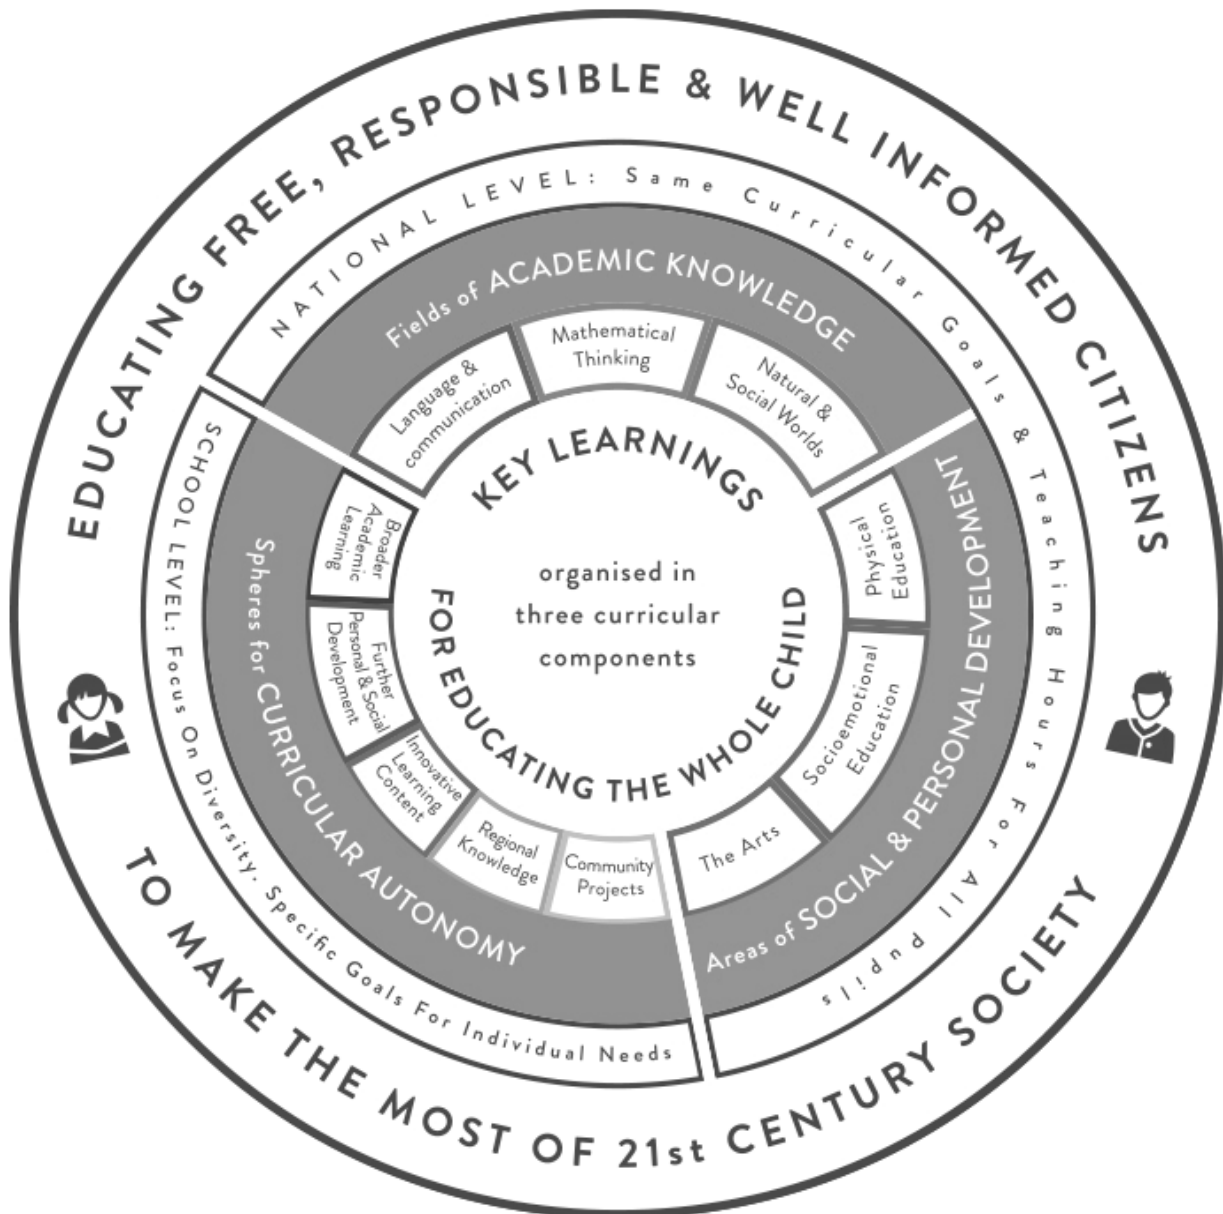 EDUCATING FREE, RESPONSIBLE & WELL INFORMED CITIZENS
TO MAKE THE MOST OF 21st CENTURY SOCIETY
NATIONAL LEVEL: Same Curricular Goals & Teaching Hours For All pupils
SCHOOL LEVEL: Focus On Diversity. Specific Goals For Individual Needs
Fields of ACADEMIC KNOWLEDGE
Language &
communication
Mathematical
Thinking
Natural &
Social Worlds
Areas of SOCIAL & PERSONAL DEVELOPMENT
Physical
Education
Socioemotional
Education
The Arts
Spheres for CURRICULAR AUTONOMY
Broader
Academic
Learning
Further
Personal & Social
Development
Innovative
Learning
Content
Regional
Knowledge
Community
Projects
KEY LEARNINGS
organised in
three curricular
components
FOR EDUCATING THE WHOLE CHILD